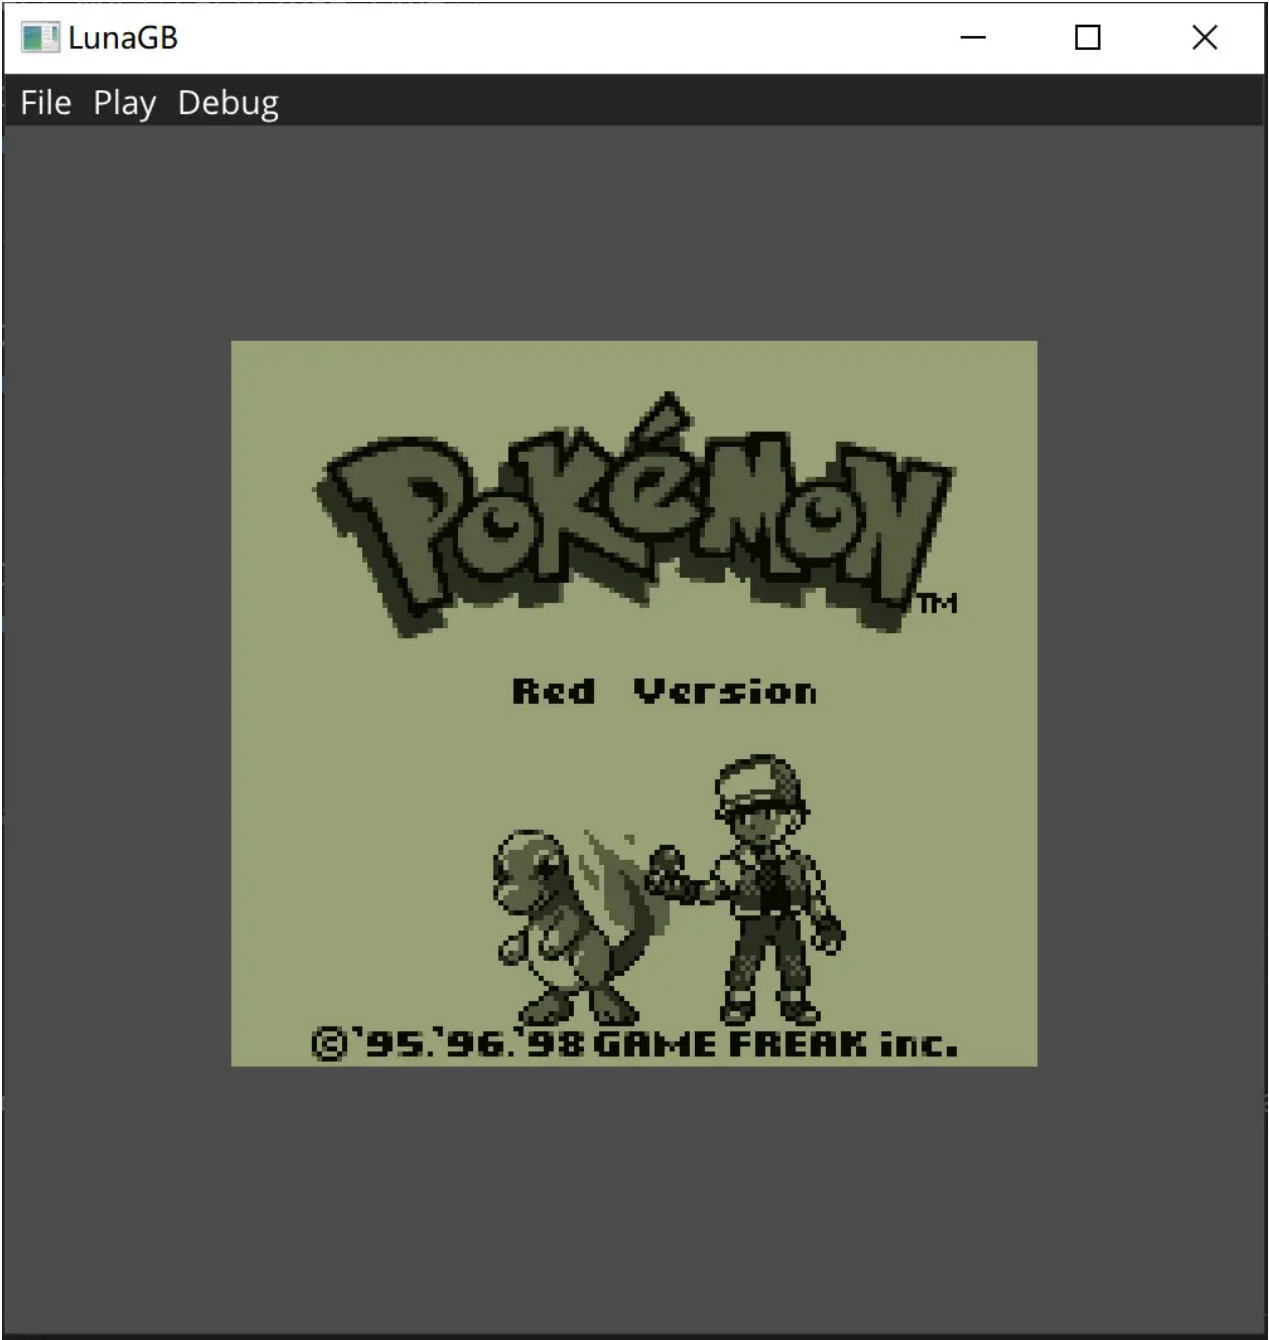 LunaGB
File Play Debug
POKéMON
TM
Red Version
©'95.'96.'98 GAME FREAK inc.